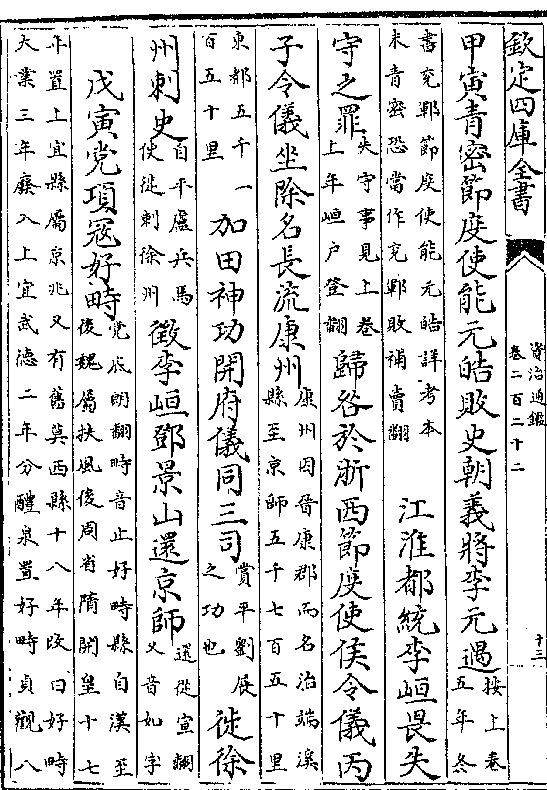 欽定四庫全書
資治通鑑
卷二百二十二
十三
甲寅青密節度使能元皓敗史朝義將李元遇
接上卷
五年冬
書兗鄆節度使能元皓詳考本
末青密恐當作兗鄆敗補賣翻
江淮都統李峘畏失
守之罪
失守事見上卷
上年峘户登翻
歸咎於浙西節度使侯令儀丙
子令儀坐除名長流康州
康州因晉康郡而名治端溪
縣至京師五千七百五十里
東都五千一
百五十里
加田神功開府儀同三司
賞平劉展
之功也
徙徐
州刺史
自平盧兵馬
使徙刺徐州
徵李峘鄧景山還京師
還從宣翻
又音如字
戊寅党項寇好畤
党底朗翻畤音止好畤縣自漢至
後魏屬扶風後周省隋開皇十七
年置上宜縣屬京兆又有舊莫西縣十八年改曰好畤
大業三年廢入上宜武德二年分醴泉置好畤貞觀八